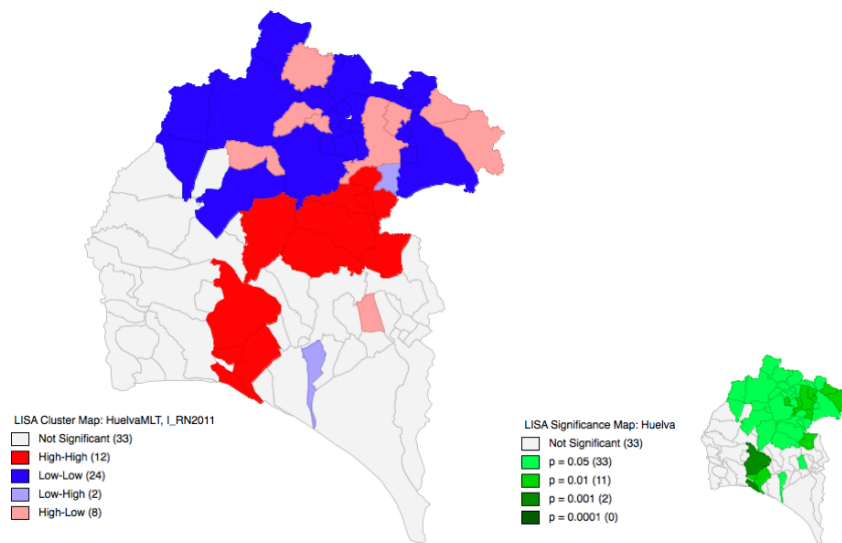 LISA Cluster Map: HuelvaMLT, I_RN2011
Not Significant (33)
High-High (12)
Low-Low (24)
Low-High (2)
High-Low (8)
LISA Significance Map: Huelva
Not Significant (33)
p = 0.05 (33)
p = 0.01 (11)
p = 0.001 (2)
p = 0.0001 (0)